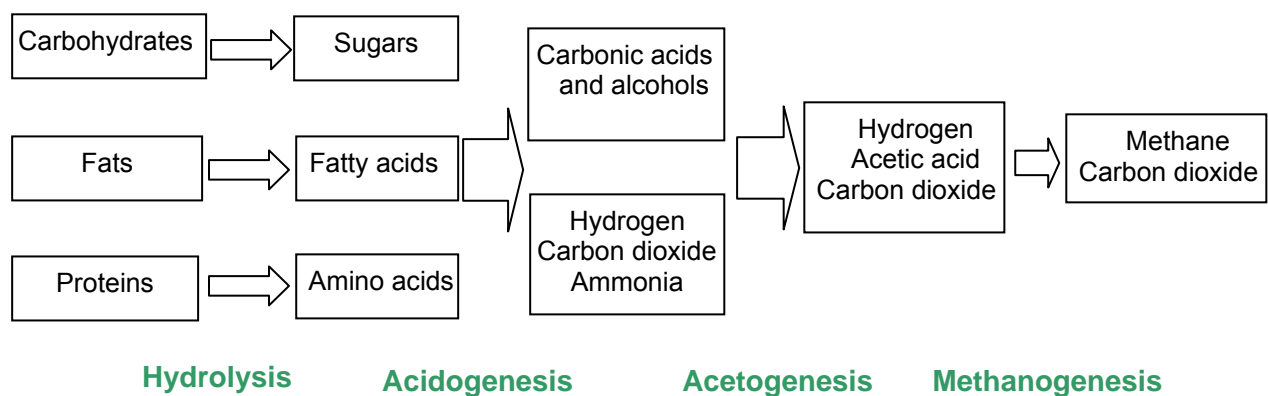 Carbohydrates
Sugars
Fats
Fatty acids
Proteins
Amino acids
Carbonic acids
and alcohols
Hydrogen
Carbon dioxide
Ammonia
Hydrogen
Acetic acid
Carbon dioxide
Methane
Carbon dioxide
Hydrolysis
Acidogenesis
Acetogenesis
Methanogenesis